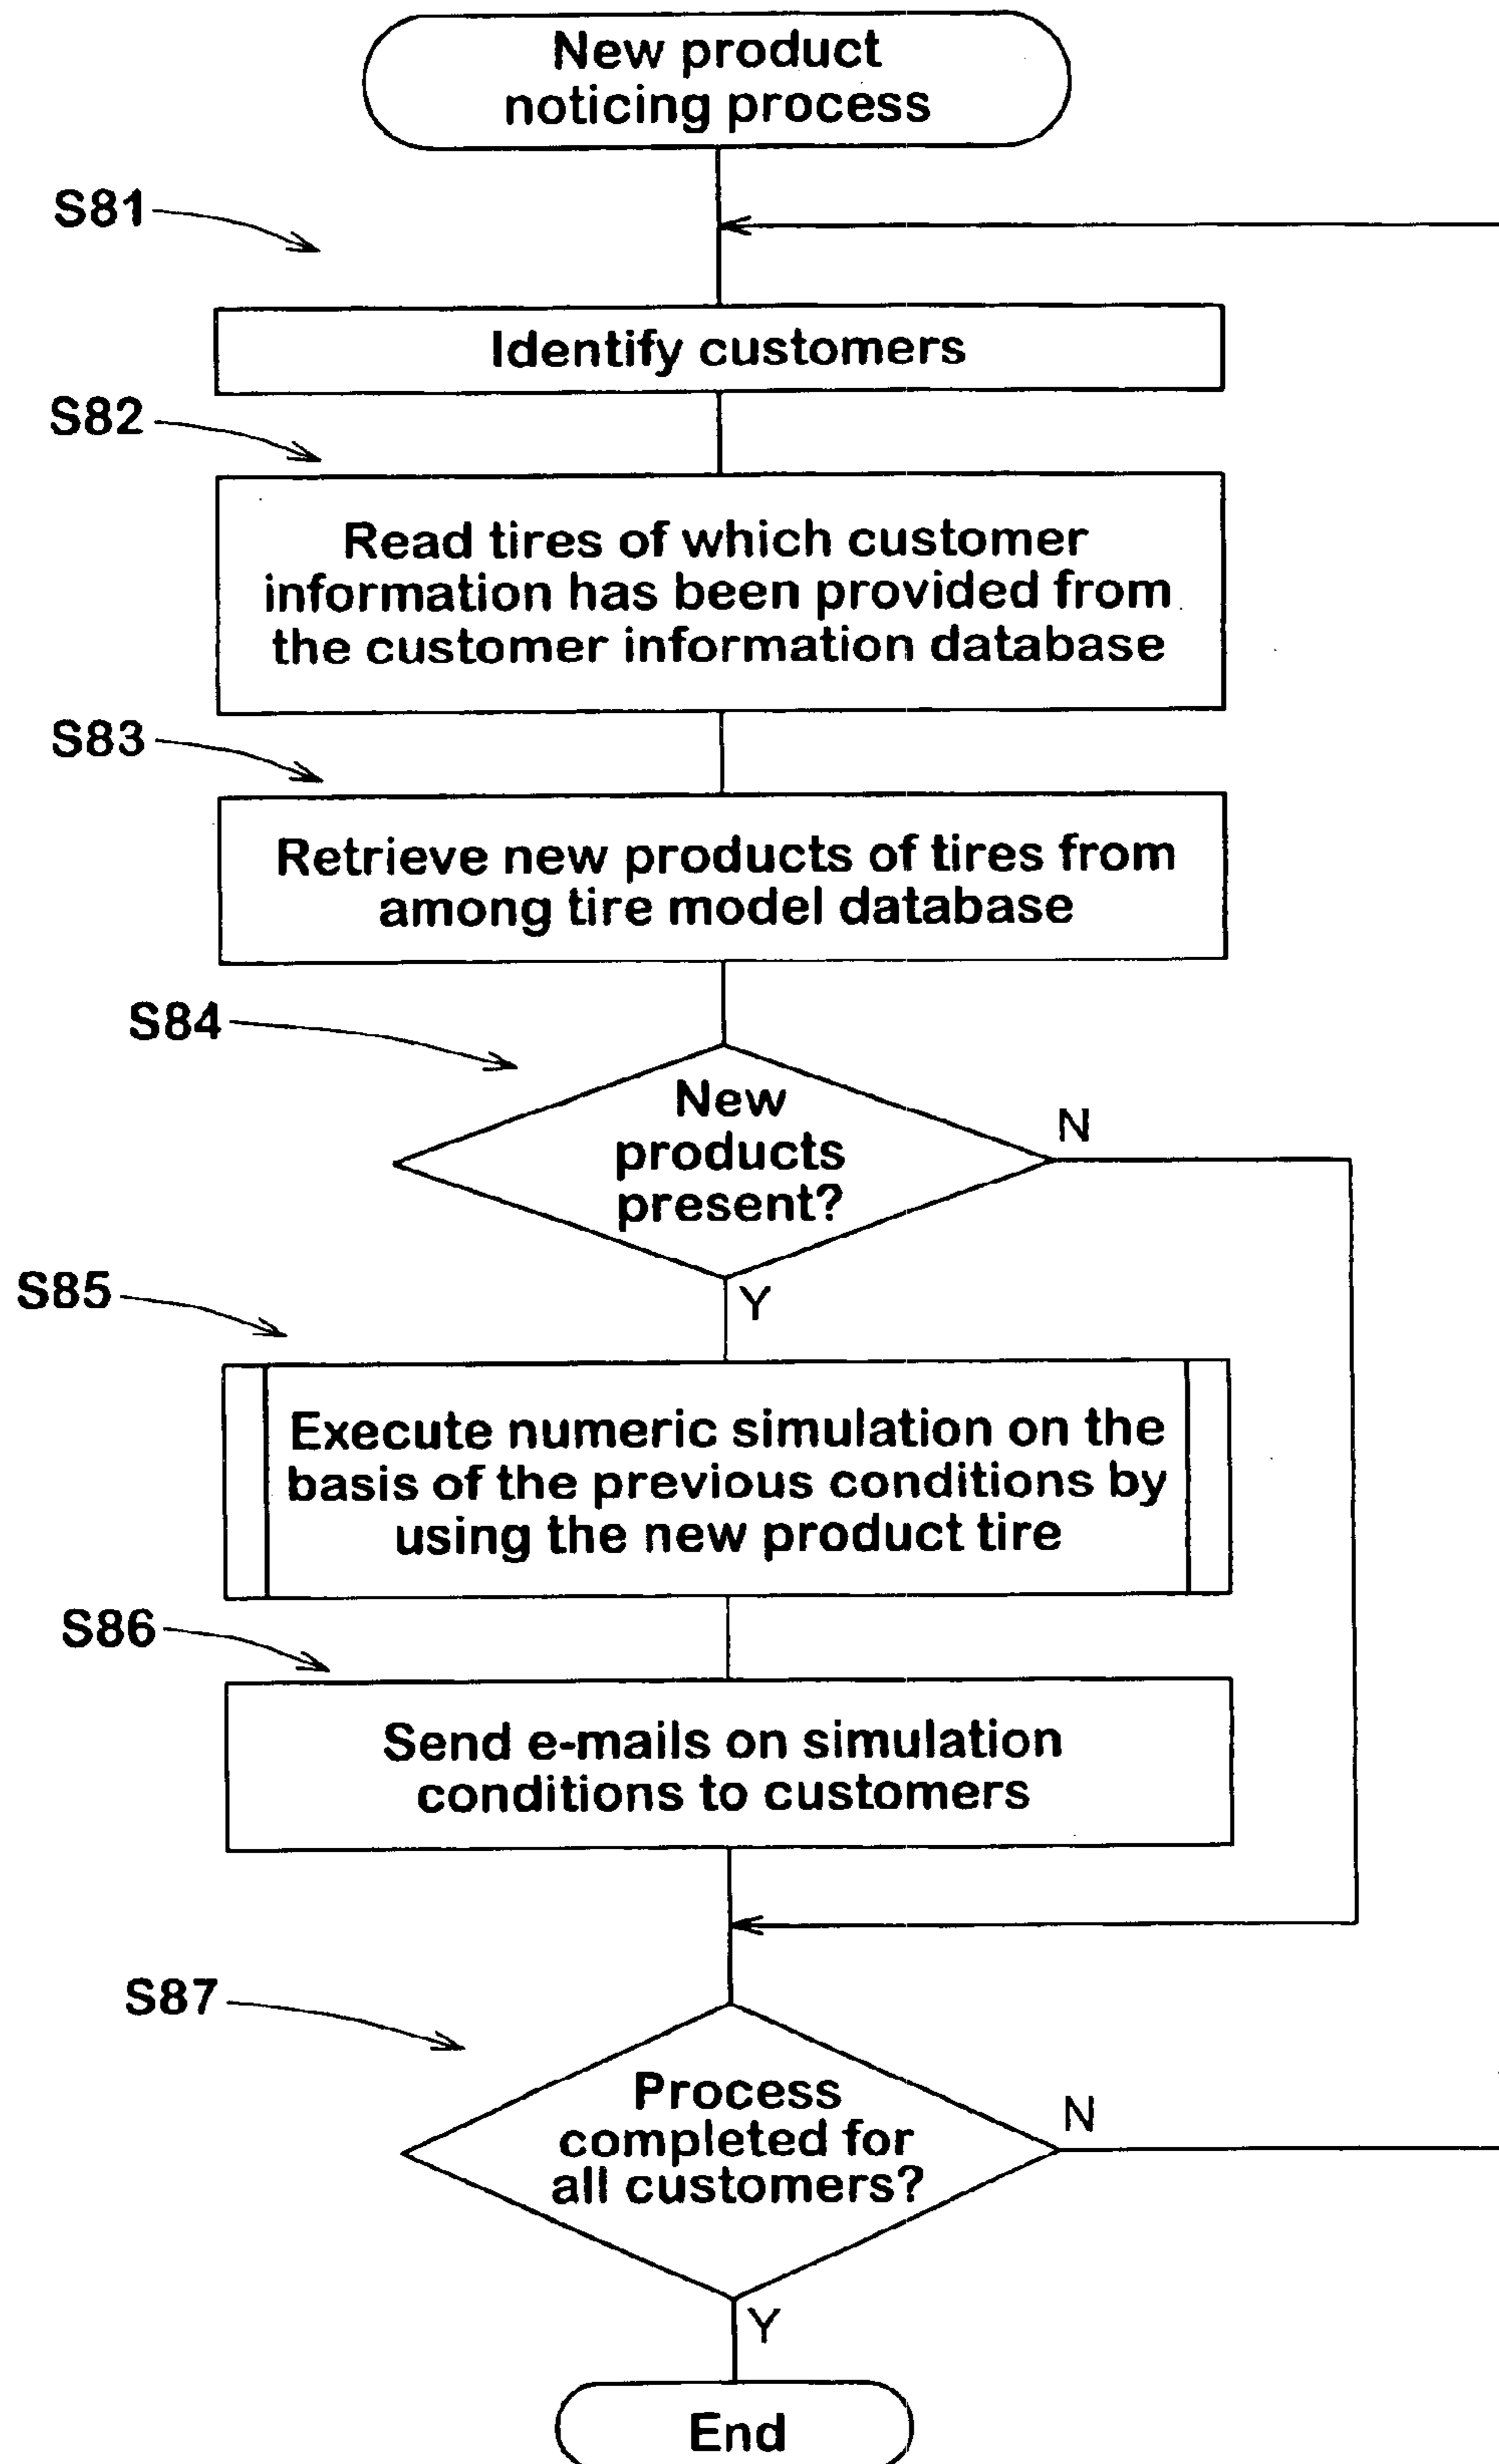 New product
noticing process
S81
Identify customers
S82
Read tires of which customer
information has been provided from
the customer information database
S83
Retrieve new products of tires from
among tire model database
S84
New
products
present?
N
Y
S85
Execute numeric simulation on the
basis of the previous conditions by
using the new product tire
S86
Send e-mails on simulation
conditions to customers
S87
Process
completed for
all customers?
N
Y
End